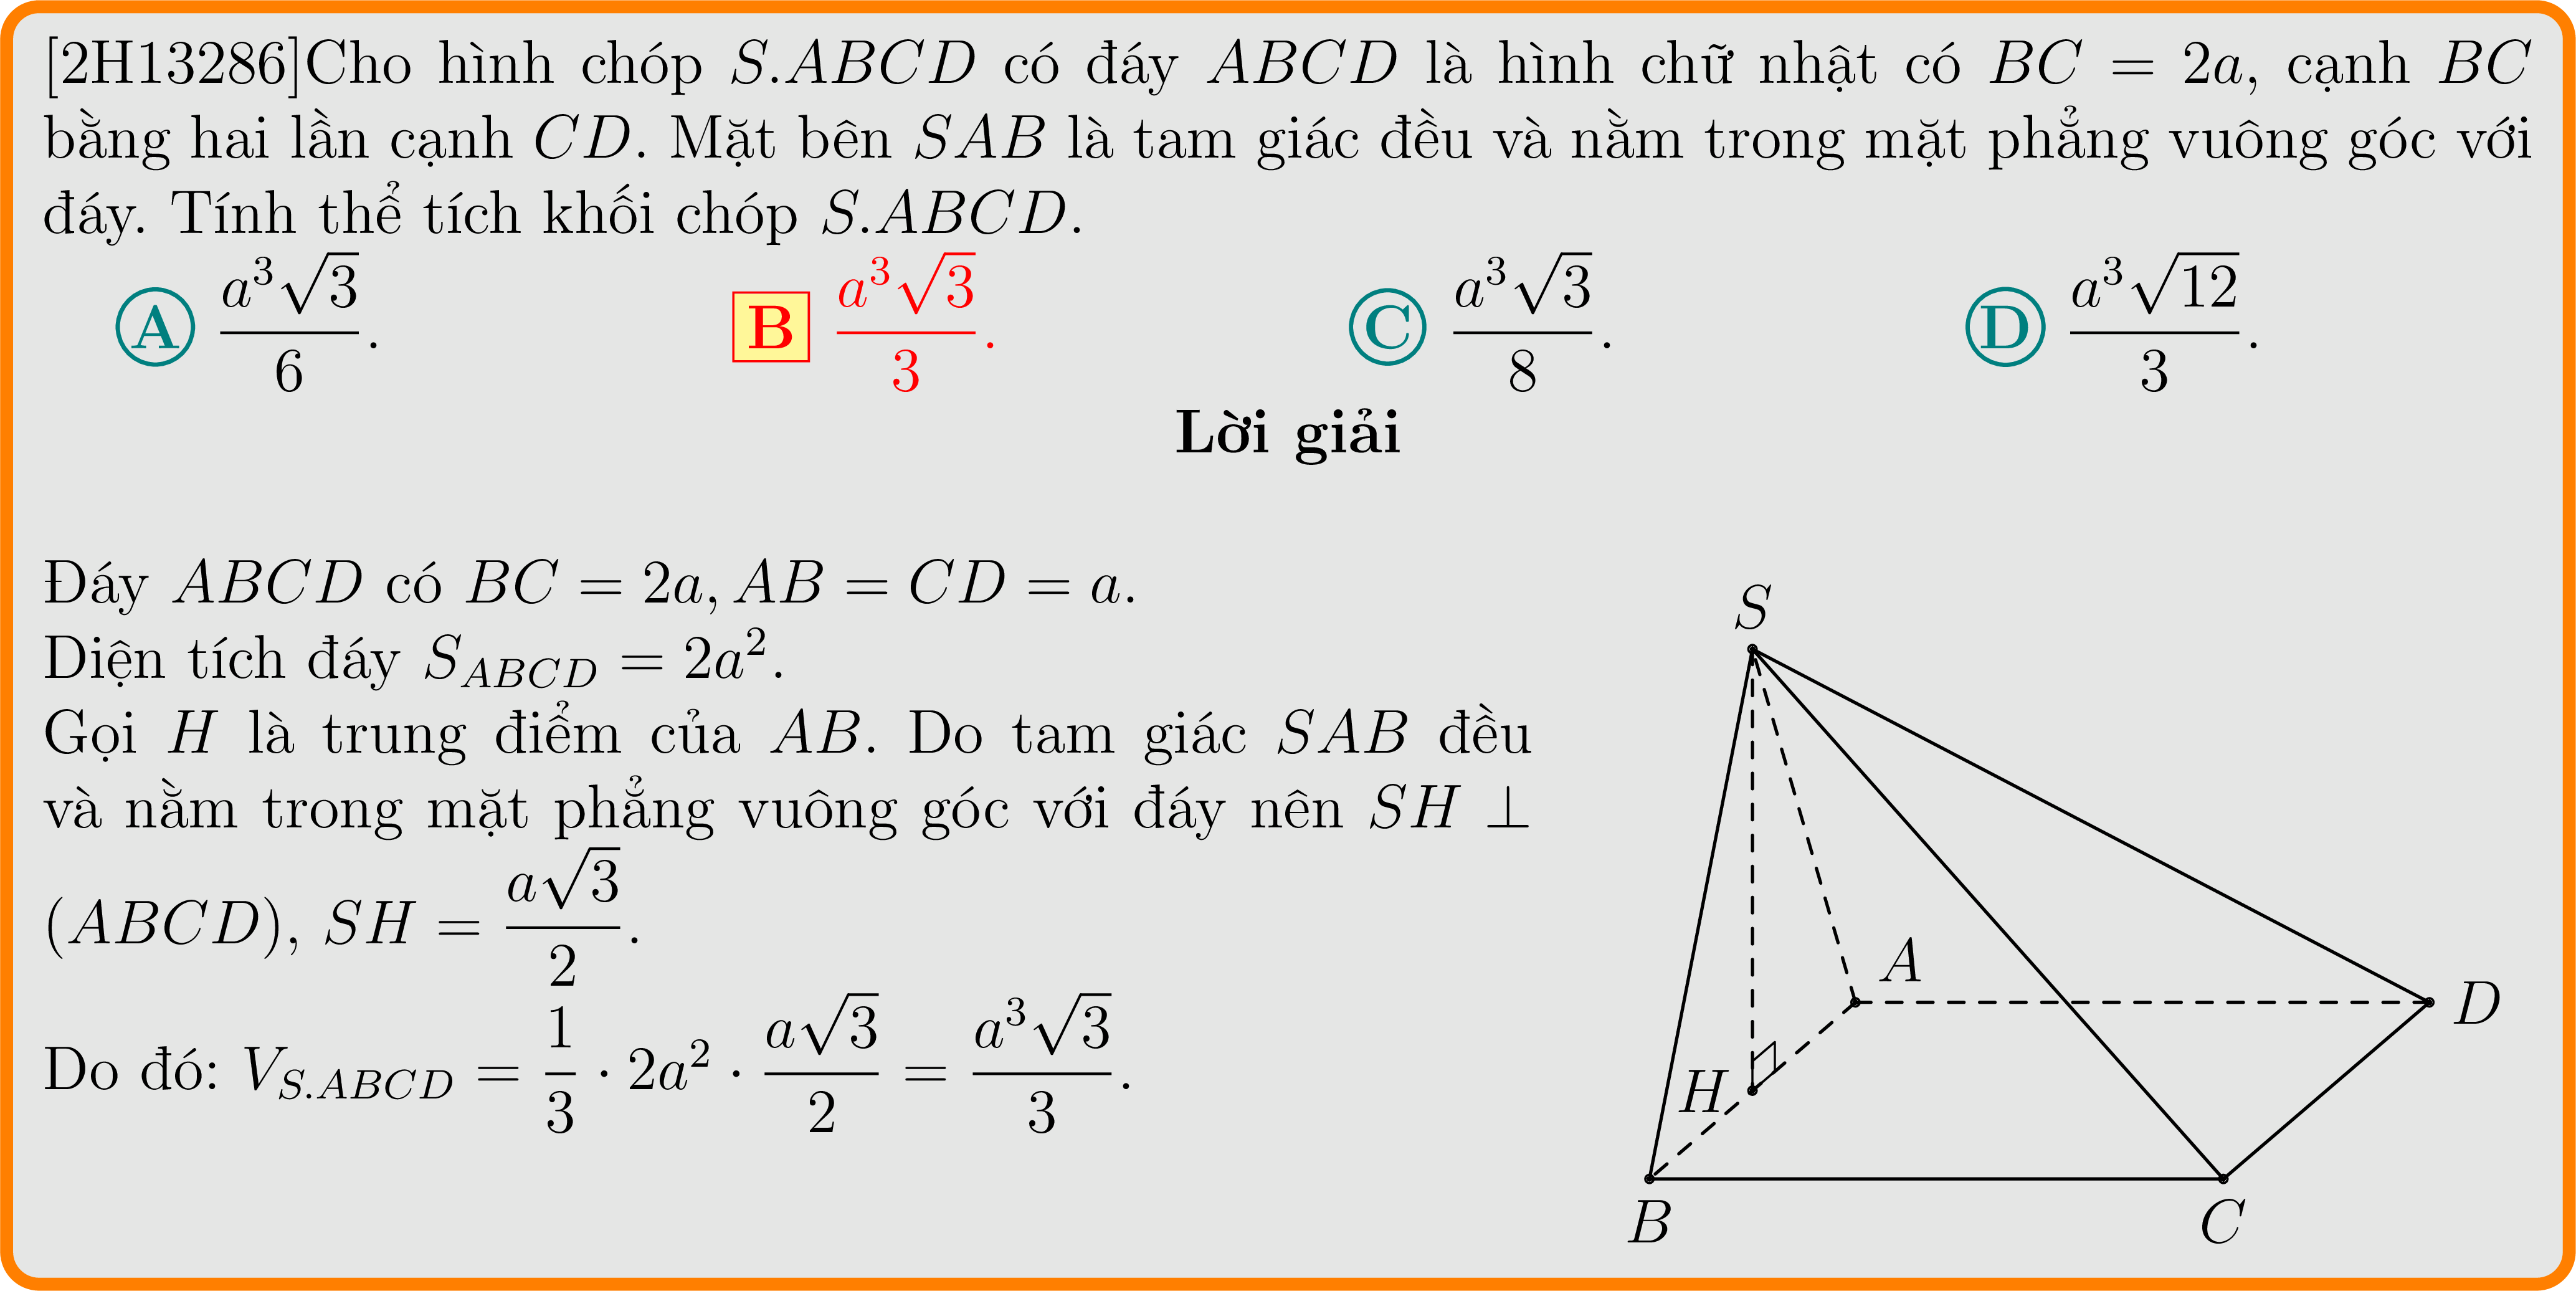 [2H13286]Cho hình chóp S.ABCD có đáy ABCD là hình chữ nhật có BC = 2a, cạnh BC
bằng hai lần cạnh CD. Mặt bên SAB là tam giác đều và nằm trong mặt phẳng vuông góc với
đáy. Tính thể tích khối chóp S.ABCD.
A \frac{a^3\sqrt{3}}{6}. B \frac{a^3\sqrt{3}}{3}. C \frac{a^3\sqrt{3}}{8}. D \frac{a^3\sqrt{12}}{3}.
Lời giải
Đáy ABCD có BC = 2a, AB = CD = a.
Diện tích đáy S_{ABCD} = 2a^2.
Gọi H là trung điểm của AB. Do tam giác SAB đều
và nằm trong mặt phẳng vuông góc với đáy nên SH ⊥
(ABCD), SH = \frac{a\sqrt{3}}{2}.
Do đó: V_{S.ABCD} = \frac{1}{3} · 2a^2 · \frac{a\sqrt{3}}{2} = \frac{a^3\sqrt{3}}{3}.
S
A
D
H
B
C